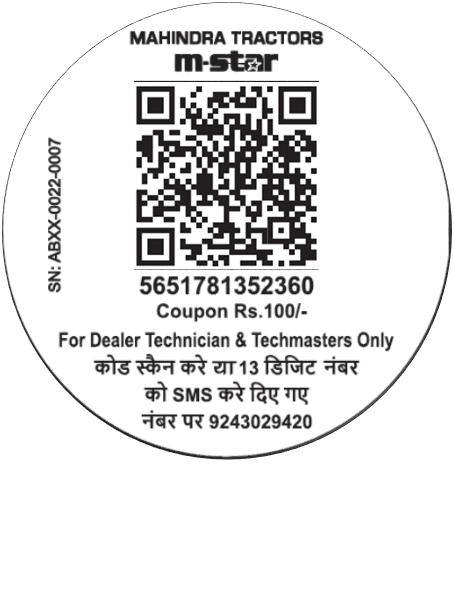 MAHINDRA TRACTORS
m-star
SN: ABXX-0022-0007
5651781352360
Coupon Rs.100/-
For Dealer Technician & Techmasters Only
कोड स्कैन करे या 13 डिजिट नंबर
को SMS करे दिए गए
नंबर पर 9243029420